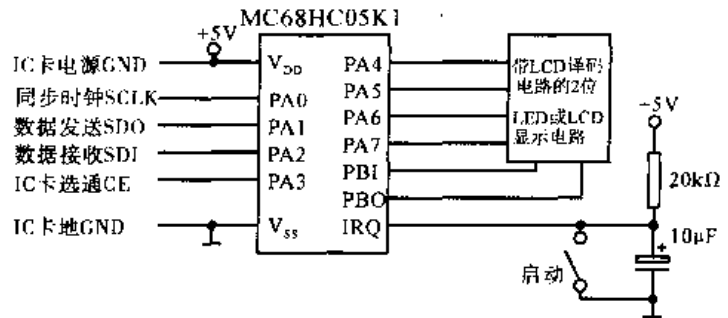 MC68HC05K1
+5V
IC卡电源GND
同步时钟SCLK
数据发送SDO
数据接收SDI
IC卡选通CE
IC卡地GND
V_DD
PA0
PA1
PA2
PA3
V_SS
PA4
PA5
PA6
PA7
PBI
PBO
IRQ
带LCD译码
电路的2位
LED或LCD
显示电路
+5V
20kΩ
10μF
+
启动